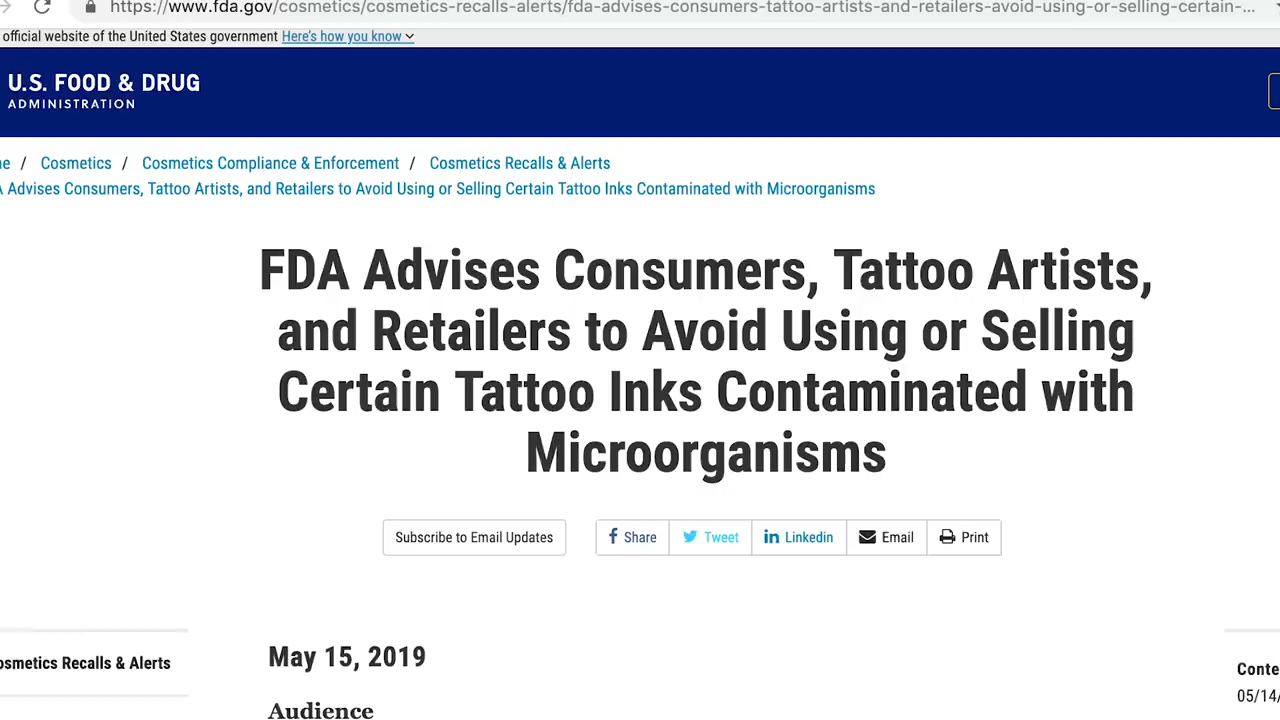 https://www.fda.gov/cosmetics/cosmetics-recalls-alerts/fda-advises-consumers-tattoo-artists-and-retailers-avoid-using-or-selling-certain-...
official website of the United States government Here's how you know
U.S. FOOD & DRUG
ADMINISTRATION
/ Cosmetics / Cosmetics Compliance & Enforcement / Cosmetics Recalls & Alerts
Advises Consumers, Tattoo Artists, and Retailers to Avoid Using or Selling Certain Tattoo Inks Contaminated with Microorganisms
FDA Advises Consumers, Tattoo Artists,
and Retailers to Avoid Using or Selling
Certain Tattoo Inks Contaminated with
Microorganisms
Subscribe to Email Updates
Share
Tweet
Linkedin
Email
Print
osmetics Recalls & Alerts
May 15, 2019
Audience
Conte
05/14/